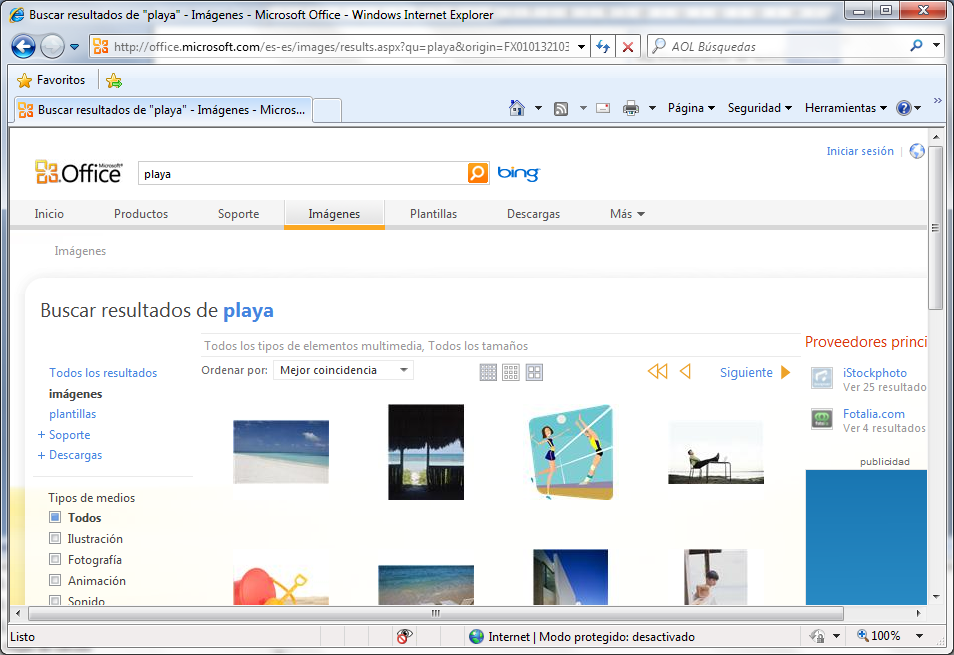 Buscar resultados de "playa" - Imágenes - Microsoft Office - Windows Internet Explorer
http://office.microsoft.com/es-es/images/results.aspx?qu=playa&origin=FX010132103
AOL Búsquedas
Favoritos
Buscar resultados de "playa" - Imágenes - Micros...
Página
Seguridad
Herramientas
Iniciar sesión
Microsoft Office
playa
bing
Inicio
Productos
Soporte
Imágenes
Plantillas
Descargas
Más
Imágenes
Buscar resultados de playa
Todos los tipos de elementos multimedia, Todos los tamaños
Ordenar por: Mejor coincidencia
Siguiente
Todos los resultados
imágenes
plantillas
+ Soporte
+ Descargas
Tipos de medios
Todos
Ilustración
Fotografía
Animación
Sonido
Proveedores princi
iStockphoto
Ver 25 resultado
Fotalia.com
Ver 4 resultados
publicidad
Listo
Internet | Modo protegido: desactivado
100%